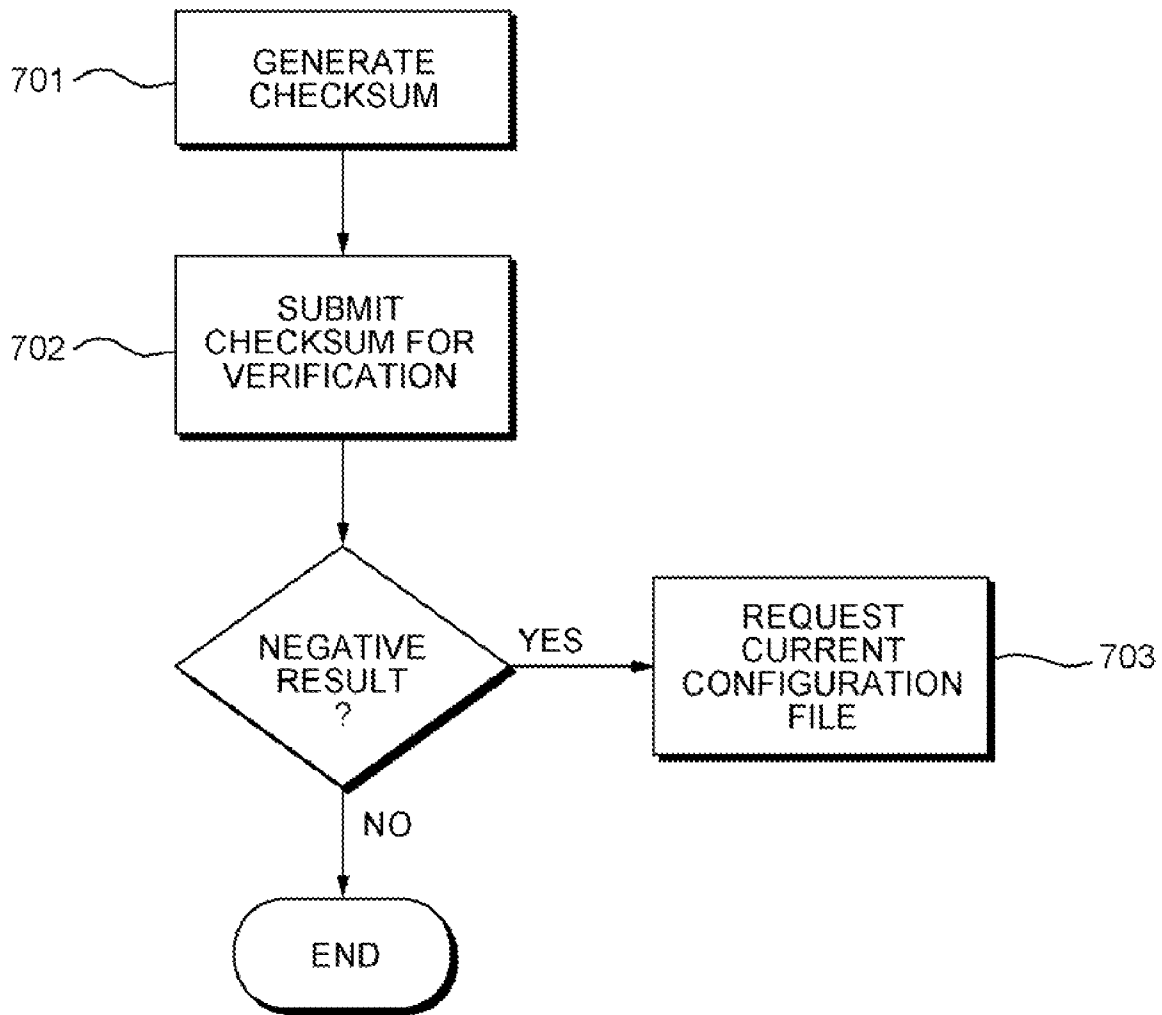 701
GENERATE
CHECKSUM
702
SUBMIT
CHECKSUM FOR
VERIFICATION
NEGATIVE
RESULT
?
YES
REQUEST
CURRENT
CONFIGURATION
FILE
703
NO
END